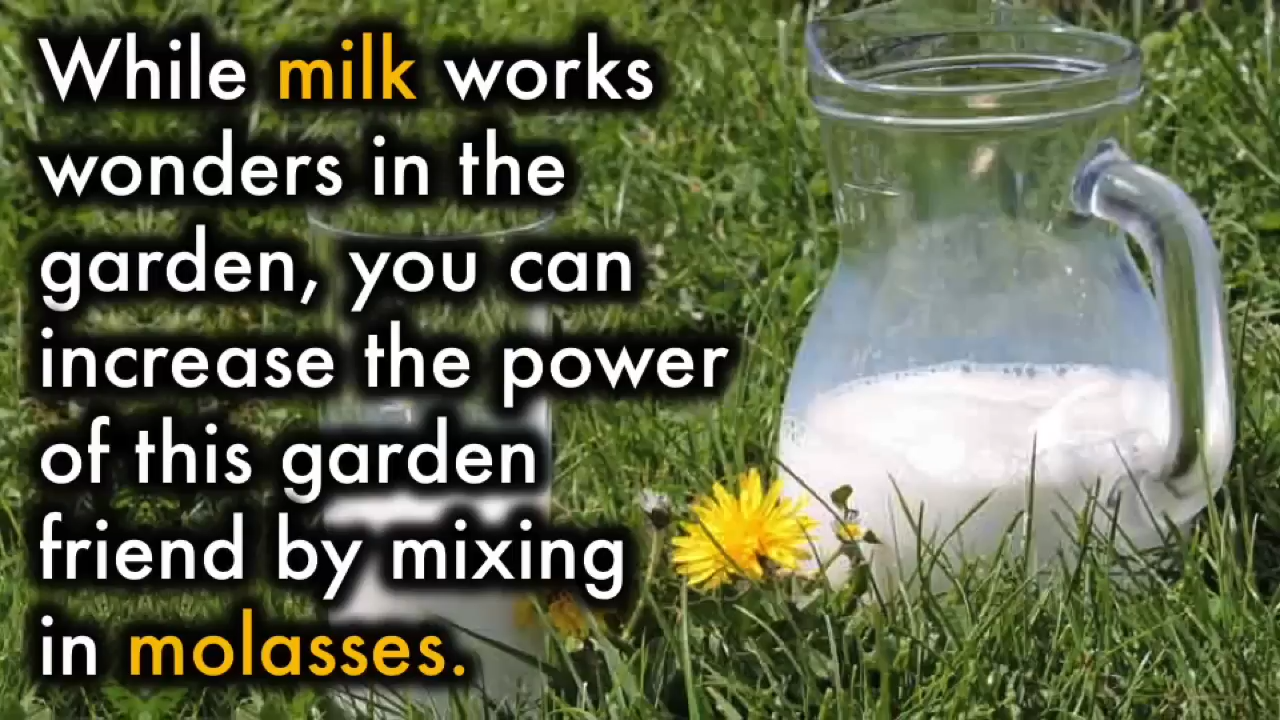 While milk works
wonders in the
garden, you can
increase the power
of this garden
friend by mixing
in molasses.